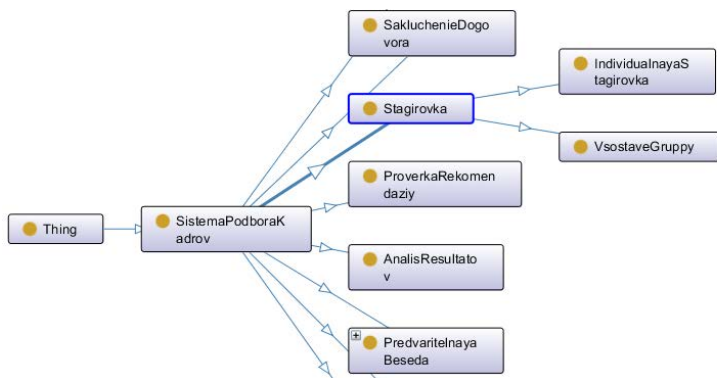 SakluchenieDogo
vora
IndividualnayaS
tagirovka
Stagirovka
VsostaveGruppy
ProverkaRekomen
daziy
SistemaPodboraK
adrov
Thing
AnalisResultato
v
Predvaritelnaya
Beseda